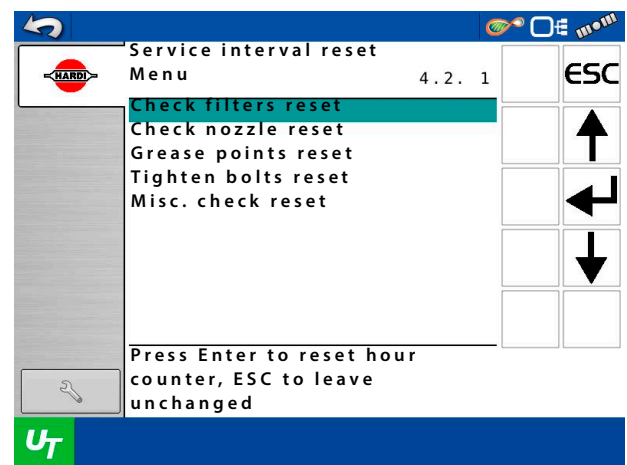 Service interval reset
Menu 4.2. 1
ESC
HARDI
Check filters reset
Check nozzle reset
Grease points reset
Tighten bolts reset
Misc. check reset
Press Enter to reset hour
counter, ESC to leave
unchanged
UT